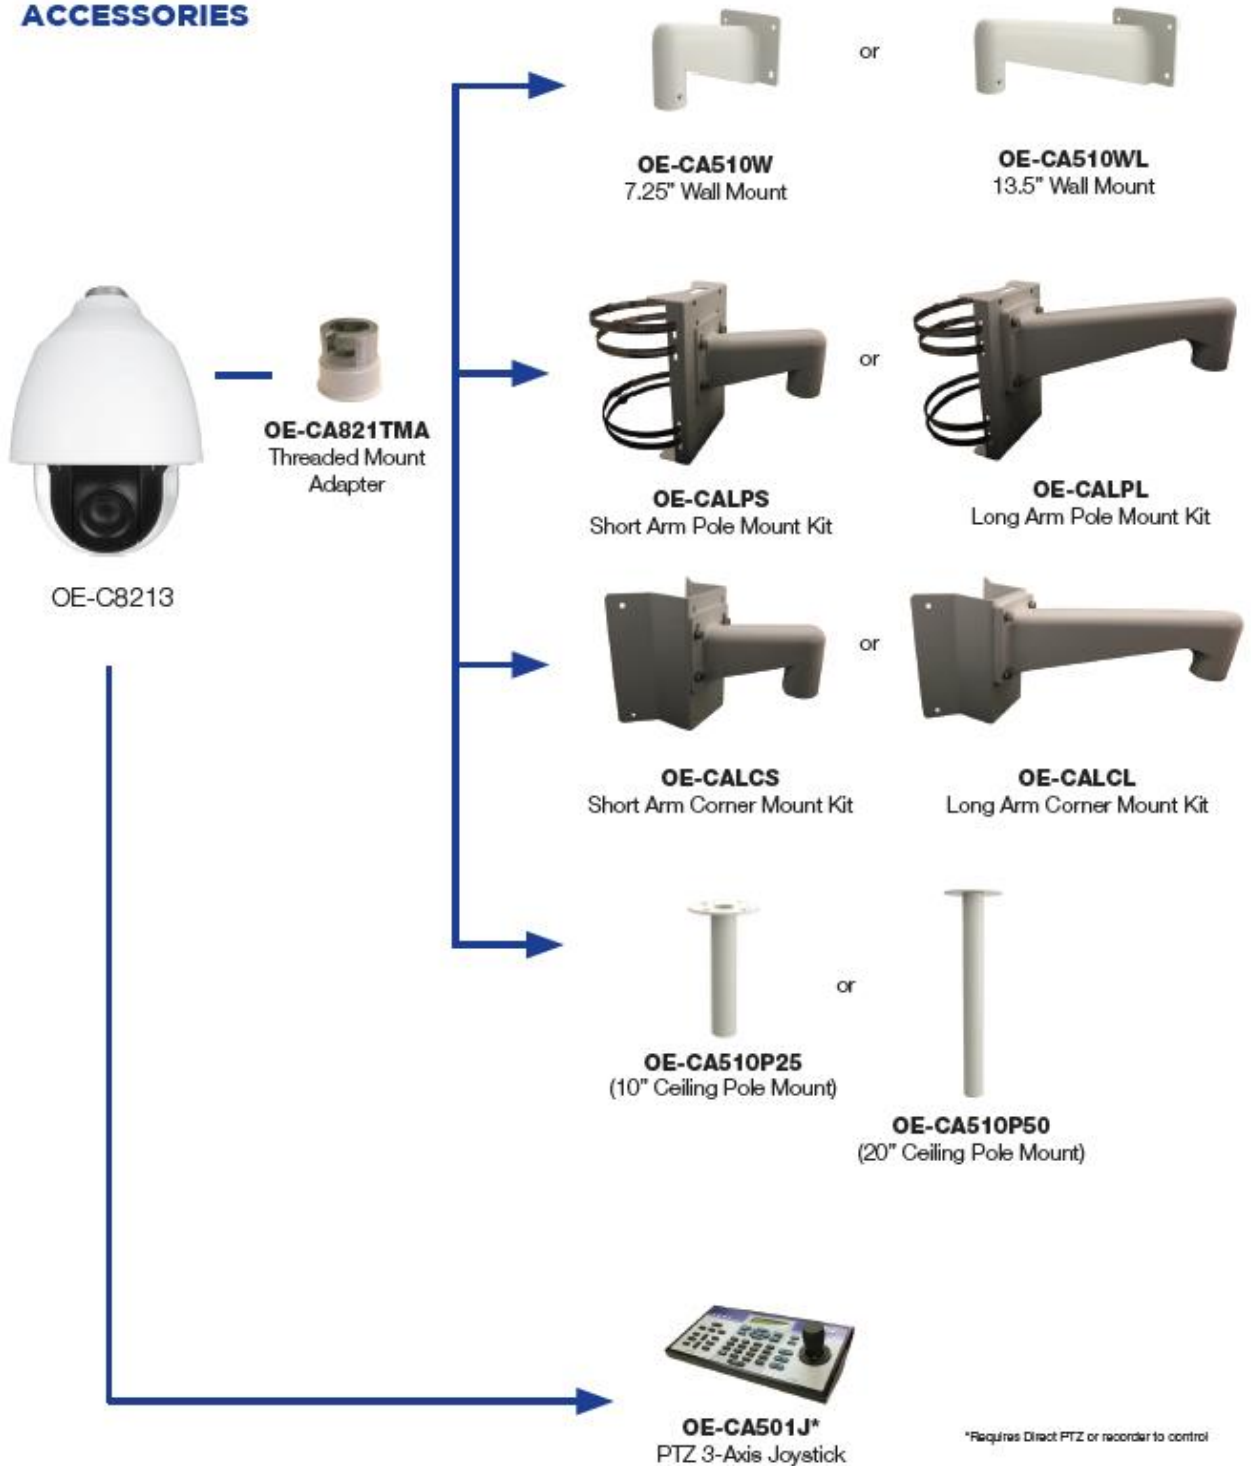 ACCESSORIES
or
OE-CA510W
7.25" Wall Mount
OE-CA510WL
13.5" Wall Mount
OE-CA821TMA
Threaded Mount
Adapter
OE-C8213
or
OE-CALPS
Short Arm Pole Mount Kit
OE-CALPL
Long Arm Pole Mount Kit
or
OE-CALCS
Short Arm Corner Mount Kit
OE-CALCL
Long Arm Corner Mount Kit
or
OE-CA510P25
(10" Ceiling Pole Mount)
OE-CA510P50
(20" Ceiling Pole Mount)
OE-CA501J*
PTZ 3-Axis Joystick
*Requires Direct PTZ or recorder to control